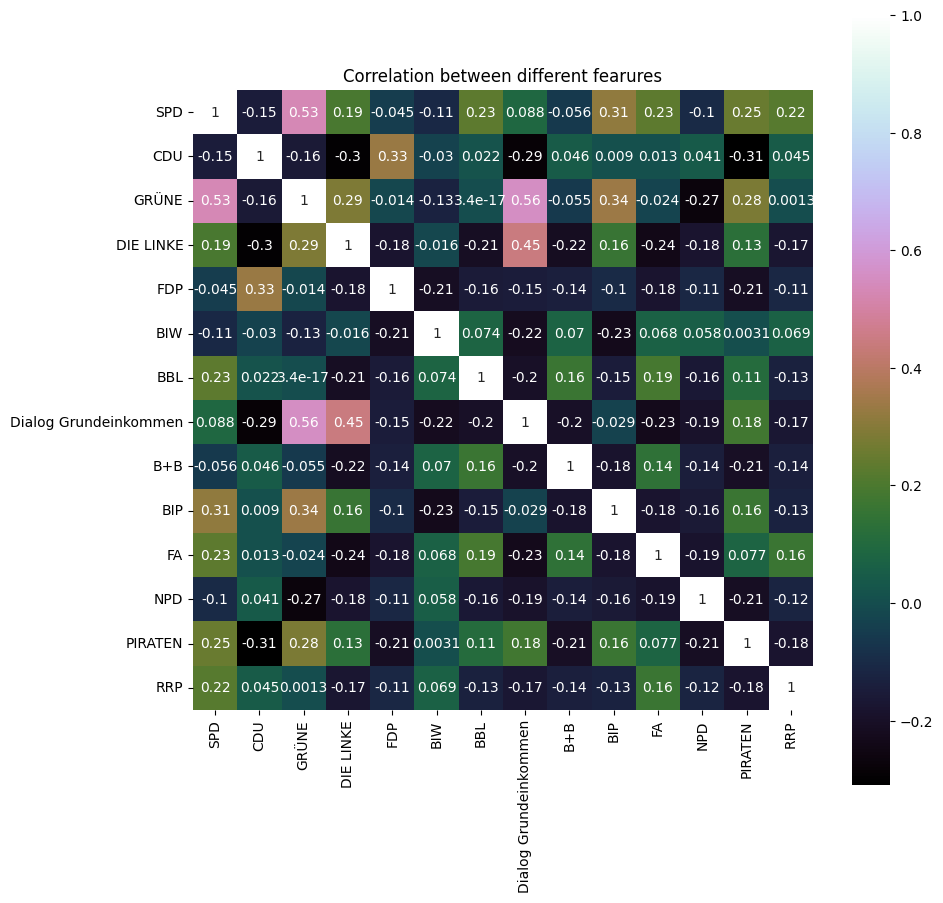 Correlation between different fearures
SPD 1 -0.15 0.53 0.19 -0.045 -0.11 0.23 0.088 -0.056 0.31 0.23 -0.1 0.25 0.22
CDU -0.15 1 -0.16 -0.3 0.33 -0.03 0.022 -0.29 0.046 0.009 0.013 0.041 -0.31 0.045
GRÜNE 0.53 -0.16 1 0.29 -0.014 -0.13 3.4e-17 0.56 -0.055 0.34 -0.024 -0.27 0.28 0.0013
DIE LINKE 0.19 -0.3 0.29 1 -0.18 -0.016 -0.21 0.45 -0.22 0.16 -0.24 -0.18 0.13 -0.17
FDP -0.045 0.33 -0.014 -0.18 1 -0.21 -0.16 -0.15 -0.14 -0.1 -0.18 -0.11 -0.21 -0.11
BIW -0.11 -0.03 -0.13 -0.016 -0.21 1 0.074 -0.22 0.07 -0.23 0.068 0.058 0.0031 0.069
BBL 0.23 0.022 3.4e-17 -0.21 -0.16 0.074 1 -0.2 0.16 -0.15 0.19 -0.16 0.11 -0.13
Dialog Grundeinkommen 0.088 -0.29 0.56 0.45 -0.15 -0.22 -0.2 1 -0.2 -0.029 -0.23 -0.19 0.18 -0.17
B+B -0.056 0.046 -0.055 -0.22 -0.14 0.07 0.16 -0.2 1 -0.18 0.14 -0.14 -0.21 -0.14
BIP 0.31 0.009 0.34 0.16 -0.1 -0.23 -0.15 -0.029 -0.18 1 -0.18 -0.16 0.16 -0.13
FA 0.23 0.013 -0.024 -0.24 -0.18 0.068 0.19 -0.23 0.14 -0.18 1 -0.19 0.077 0.16
NPD -0.1 0.041 -0.27 -0.18 -0.11 0.058 -0.16 -0.19 -0.14 -0.16 -0.19 1 -0.21 -0.12
PIRATEN 0.25 -0.31 0.28 0.13 -0.21 0.0031 0.11 0.18 -0.21 0.16 0.077 -0.21 1 -0.18
RRP 0.22 0.045 0.0013 -0.17 -0.11 0.069 -0.13 -0.17 -0.14 -0.13 0.16 -0.12 -0.18 1
SPD
CDU
GRÜNE
DIE LINKE
FDP
BIW
BBL
Dialog Grundeinkommen
B+B
BIP
FA
NPD
PIRATEN
RRP
1.0
0.8
0.6
0.4
0.2
0.0
−0.2